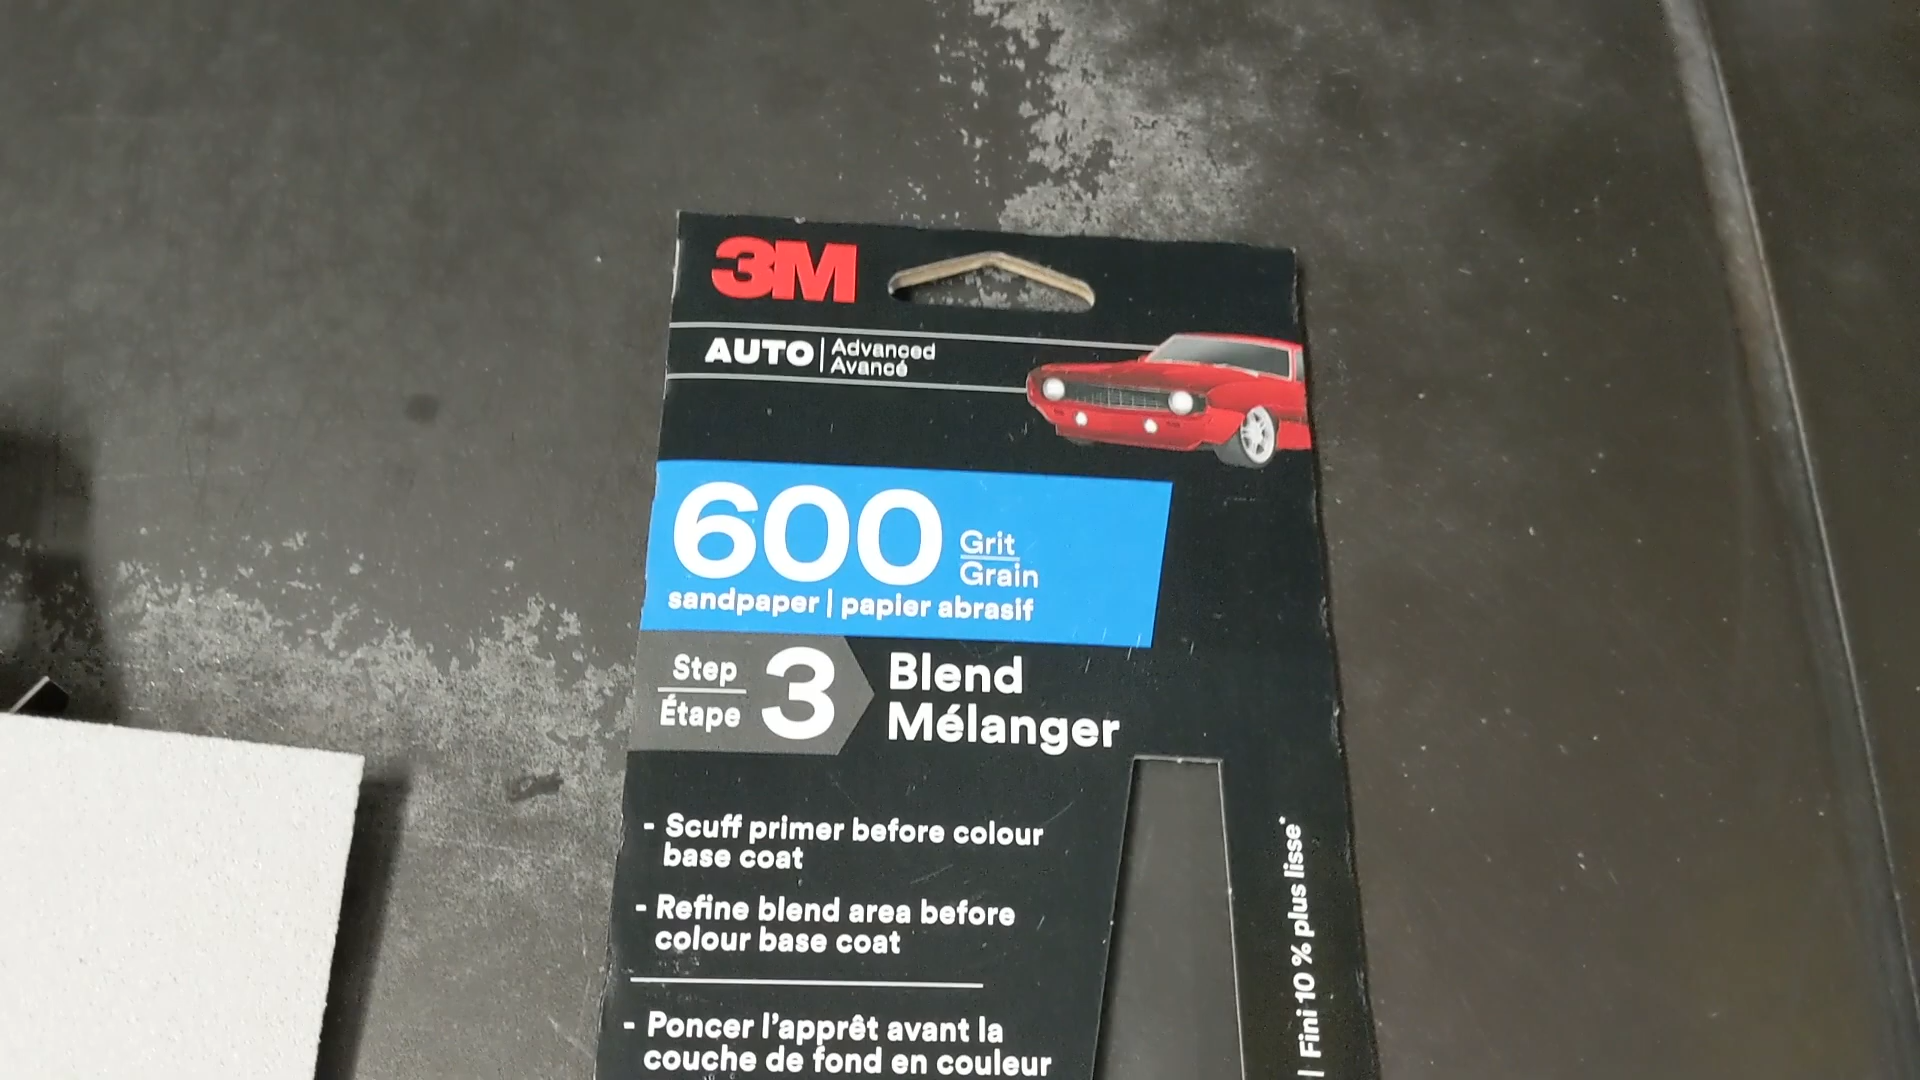 3M
AUTO | Advanced
Avancé
600 Grit
Grain
sandpaper | papier abrasif
Step
Étape
3
Blend
Mélanger
- Scuff primer before colour
base coat
- Refine blend area before
colour base coat
- Poncer l'apprêt avant la
couche de fond en couleur
| Fini 10 % plus lisse*